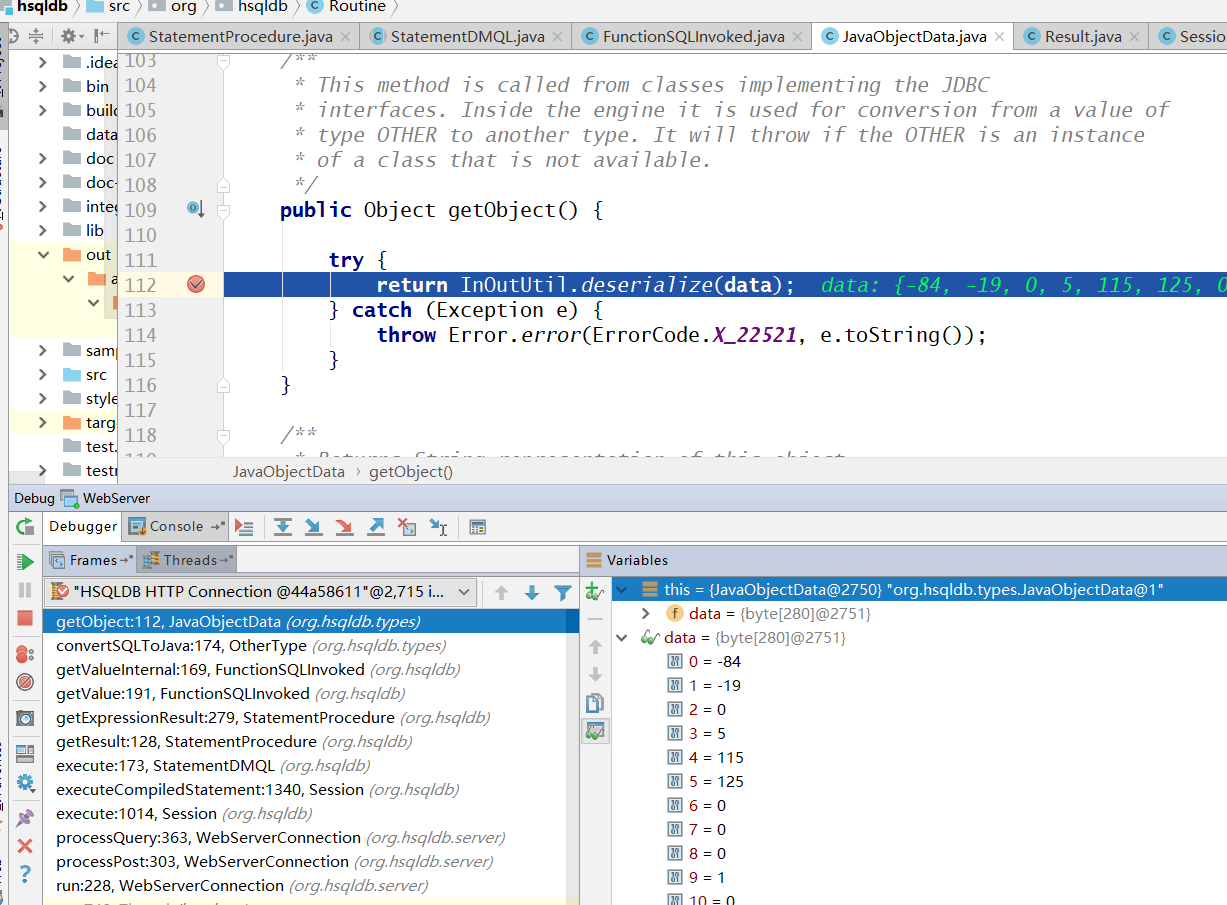 hsqldb src org hsqldb Routine
StatementProcedure.java StatementDMQL.java FunctionSQLInvoked.java JavaObjectData.java Result.java Sessio
.idea
bin
build
data
doc
doc-
integ
lib
out
a
samp
src
style
targ
test.
testr
103 /**
104 * This method is called from classes implementing the JDBC
105 * interfaces. Inside the engine it is used for conversion from a value of
106 * type OTHER to another type. It will throw if the OTHER is an instance
107 * of a class that is not available.
108 */
109 public Object getObject() {
110
111 try {
112 return InOutUtil.deserialize(data); data: {-84, -19, 0, 5, 115, 125, 0
113 } catch (Exception e) {
114 throw Error.error(ErrorCode.X_22521, e.toString());
115 }
116 }
117
118 /**
JavaObjectData › getObject()
Debug WebServer
Debugger Console
Frames Threads
"HSQLDB HTTP Connection @44a58611"@2,715 i...
getObject:112, JavaObjectData (org.hsqldb.types)
convertSQLToJava:174, OtherType (org.hsqldb.types)
getValueInternal:169, FunctionSQLInvoked (org.hsqldb)
getValue:191, FunctionSQLInvoked (org.hsqldb)
getExpressionResult:279, StatementProcedure (org.hsqldb)
getResult:128, StatementProcedure (org.hsqldb)
execute:173, StatementDMQL (org.hsqldb)
executeCompiledStatement:1340, Session (org.hsqldb)
execute:1014, Session (org.hsqldb)
processQuery:363, WebServerConnection (org.hsqldb.server)
processPost:303, WebServerConnection (org.hsqldb.server)
run:228, WebServerConnection (org.hsqldb.server)
Variables
this = {JavaObjectData@2750} "org.hsqldb.types.JavaObjectData@1"
data = {byte[280]@2751}
data = {byte[280]@2751}
0 = -84
1 = -19
2 = 0
3 = 5
4 = 115
5 = 125
6 = 0
7 = 0
8 = 0
9 = 1
10 = 0